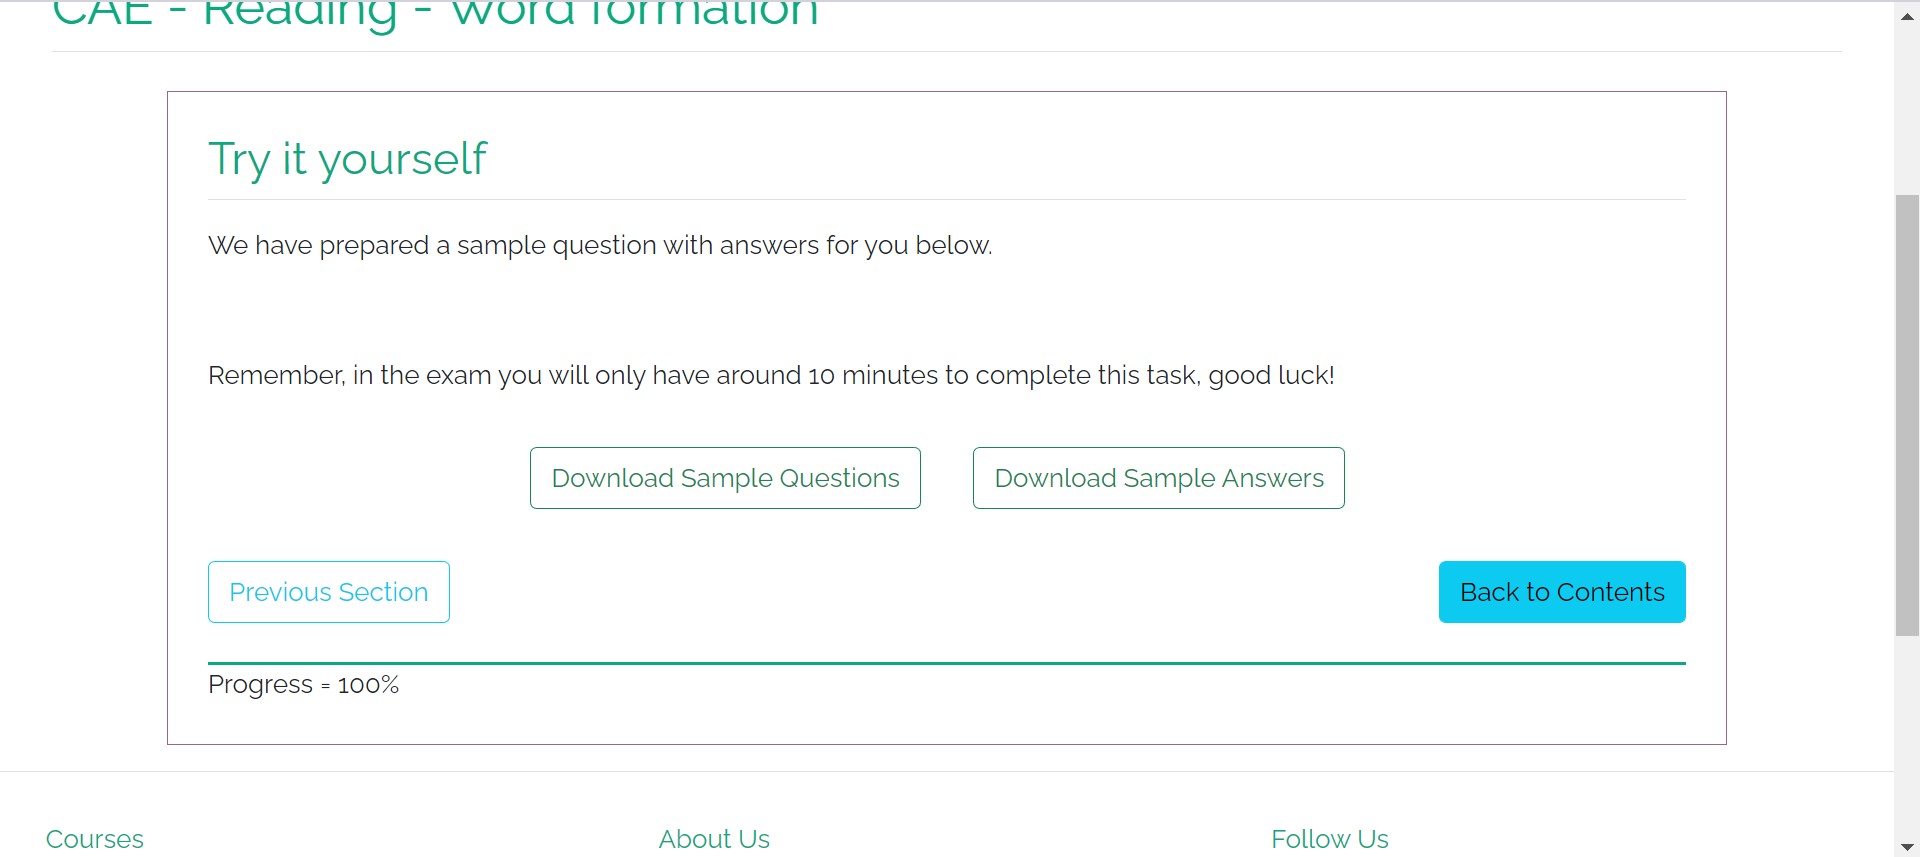 CAE - Reading - Word formation
Try it yourself
We have prepared a sample question with answers for you below.
Remember, in the exam you will only have around 10 minutes to complete this task, good luck!
Download Sample Questions
Download Sample Answers
Previous Section
Back to Contents
Progress = 100%
Courses
About Us
Follow Us